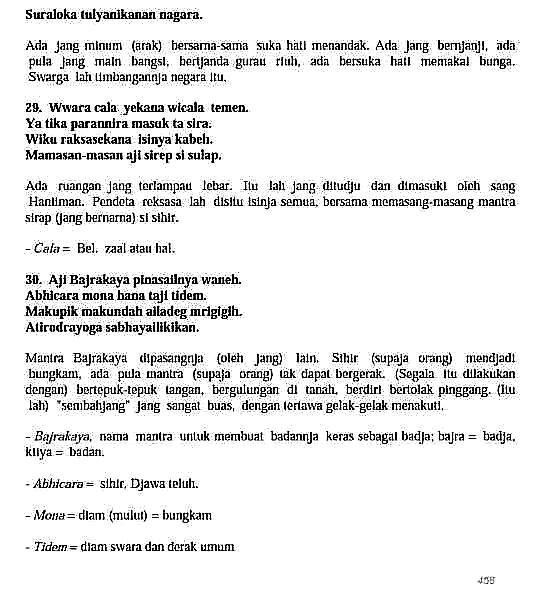 Suraloka tulyanikanan nagara.
Ada jang minum (arak) bersama-sama suka hati menandak. Ada jang bernjanji, ada
pula jang main bangsi, berijanda gurau riuh, ada bersuka hati memakai bunga.
Swarga lah timbangannja negara itu.
29. Wwara cala yekana wicala temen.
Ya tika parannira masuk ta sira.
Wiku raksasekana isinya kabeh.
Mamasan-masan aji sirep si sulap.
Ada ruangan jang terlampau lebar. Itu lah jang ditudju dan dimasuki oleh sang
Hanuman. Pendeta reksasa lah disitu isinja semua, bersama memasang-masang mantra
sirap (jang bernama) si sihir.
- Cala = Bel. zaal atau hal.
30. Aji Bajrakaya pinasailnya waneh.
Abhicara mona hana taji tidem.
Makupik makundah ailadeg mrigigih.
Atirodrayoga sabhayailikikan.
Mantra Bajrakaya dipasangnja (oleh jang) lain. Sihir (supaja orang) mendjadi
bungkam, ada pula mantra (supaja orang) tak dapat bergerak. (Segala itu dilakukan
dengan) bertepuk-tepuk tangan, bergulungan di tanah, berdiri bertolak pinggang. (Itu
lah) "sembahjang" jang sangat buas, dengan tertawa gelak-gelak menakuti.
- Bajrakaya, nama mantra untuk membuat badannja keras sebagai badja; bajra = badja,
kliya = badan.
- Abhicara = sihir, Djawa teluh.
- Mona = diam (mulut) = bungkam
- Tidem = diam swara dan derak umum
458